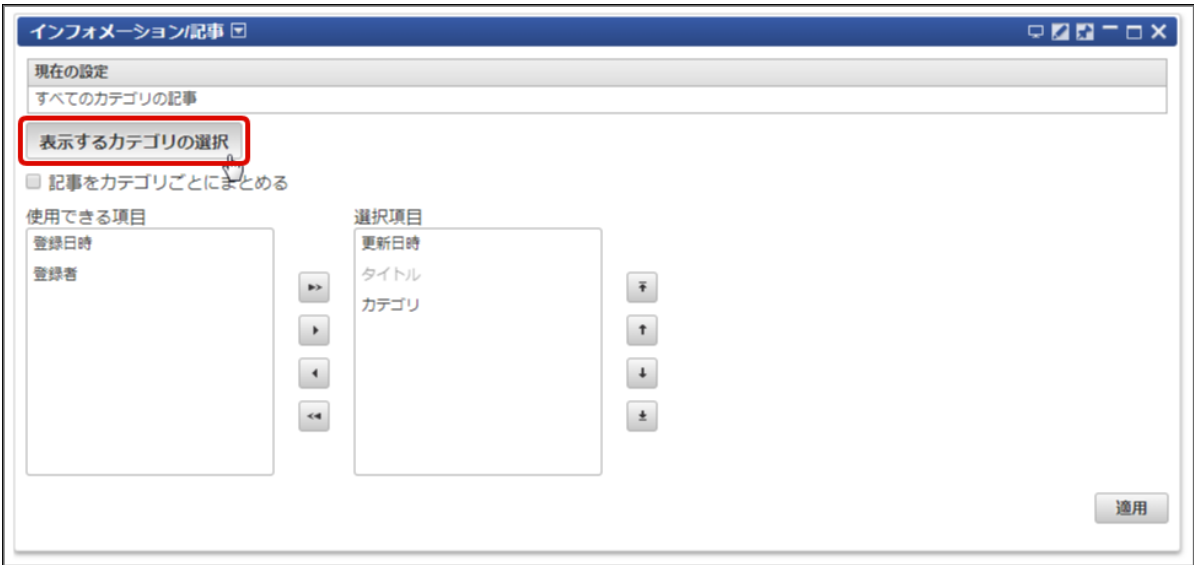 インフォメーション/記事
現在の設定
すべてのカテゴリの記事
表示するカテゴリの選択
記事をカテゴリごとにまとめる
使用できる項目
登録日時
登録者
選択項目
更新日時
タイトル
カテゴリ
適用